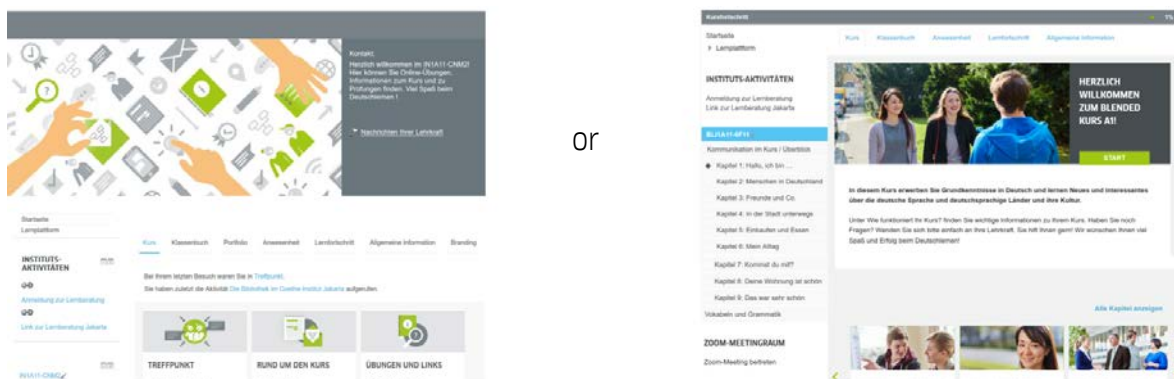 Kontakt:
Herzlich willkommen im IN1A11-CNM2!
Hier können Sie Online-Übungen,
Informationen zum Kurs und zu
Prüfungen finden. Viel Spaß beim
Deutschlernen !
Nachrichten Ihrer Lehrkraft
Startseite
Lernplattform
INSTITUTS-
AKTIVITÄTEN
Anmeldung zur Lernberatung
Link zur Lernberatung Jakarta
IN1A11-CNM2
Kurs Klassenbuch Portfolio Anwesenheit Lernfortschritt Allgemeine Information Branding
Bei Ihrem letzten Besuch waren Sie in Treffpunkt.
Sie haben zuletzt die Aktivität Die Bibliothek im Goethe-Institut Jakarta aufgerufen.
TREFFPUNKT RUND UM DEN KURS ÜBUNGEN UND LINKS
or
Kursfortschritt
Startseite
Lernplattform
INSTITUTS-AKTIVITÄTEN
Anmeldung zur Lernberatung
Link zur Lernberatung Jakarta
Kommunikation im Kurs / Überblick
Kapitel 1: Hallo, ich bin ...
Kapitel 2: Menschen in Deutschland
Kapitel 3: Freunde und Co
Kapitel 4: In der Stadt unterwegs
Kapitel 5: Einkaufen und Essen
Kapitel 6: Mein Alltag
Kapitel 7: Kommst du mit?
Kapitel 8: Deine Wohnung ist schön
Kapitel 9: Das war sehr schön
Vokabeln und Grammatik
ZOOM-MEETINGRAUM
Zoom-Meeting beitreten
Kurs Klassenbuch Anwesenheit Lernfortschritt Allgemeine Information
HERZLICH
WILLKOMMEN
ZUM BLENDED
KURS A1!
START
In diesem Kurs erwerben Sie Grundkenntnisse in Deutsch und lernen Neues und Interessantes
über die deutsche Sprache und deutschsprachige Länder und ihre Kultur.
Unter Wie funktioniert Ihr Kurs? finden Sie wichtige Informationen zu Ihrem Kurs. Haben Sie noch
Fragen? Wenden Sie sich bitte einfach an Ihre Lehrkraft. Sie hilft Ihnen gern! Wir wünschen Ihnen viel
Spaß und Erfolg beim Deutschlernen!
Alle Kapitel anzeigen